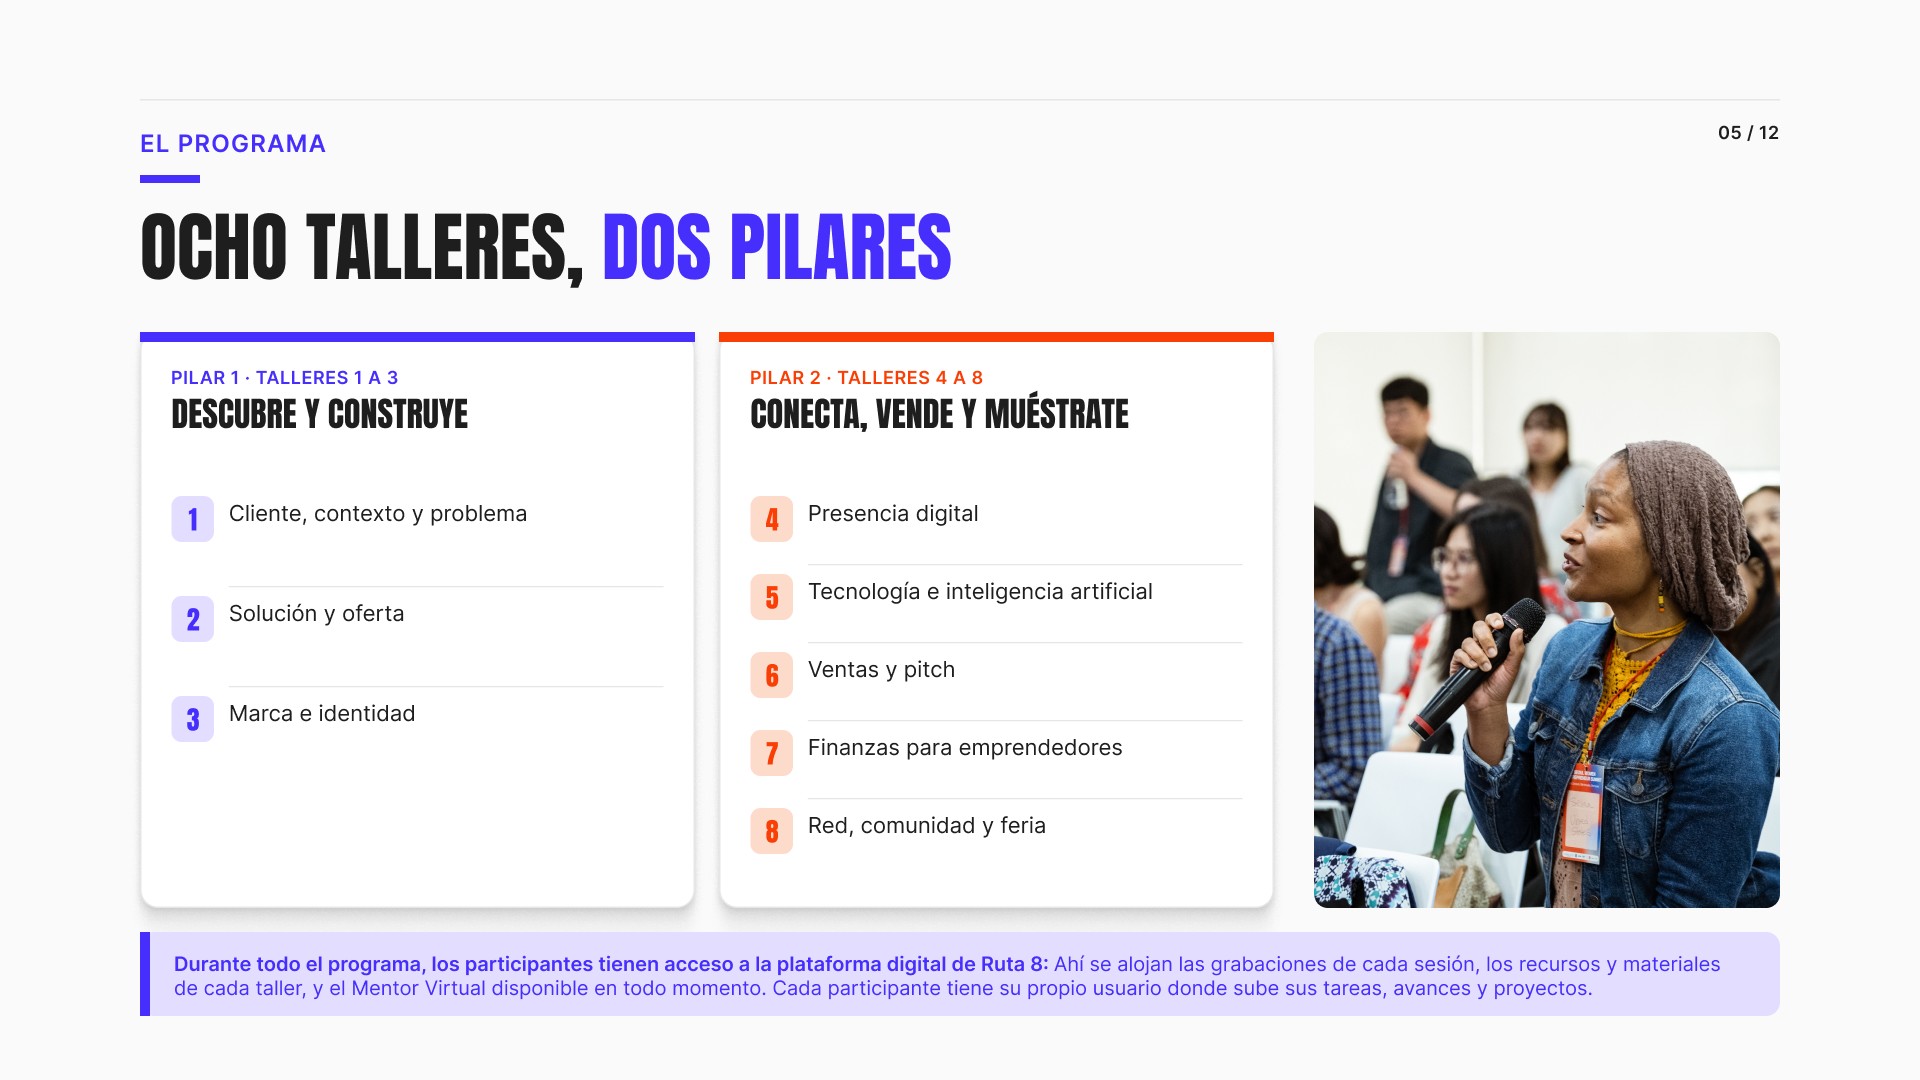 EL PROGRAMA
05 / 12
OCHO TALLERES, DOS PILARES
PILAR 1 · TALLERES 1 A 3
DESCUBRE Y CONSTRUYE
1 Cliente, contexto y problema
2 Solución y oferta
3 Marca e identidad
PILAR 2 · TALLERES 4 A 8
CONECTA, VENDE Y MUÉSTRATE
4 Presencia digital
5 Tecnología e inteligencia artificial
6 Ventas y pitch
7 Finanzas para emprendedores
8 Red, comunidad y feria
Durante todo el programa, los participantes tienen acceso a la plataforma digital de Ruta 8: Ahí se alojan las grabaciones de cada sesión, los recursos y materiales
de cada taller, y el Mentor Virtual disponible en todo momento. Cada participante tiene su propio usuario donde sube sus tareas, avances y proyectos.